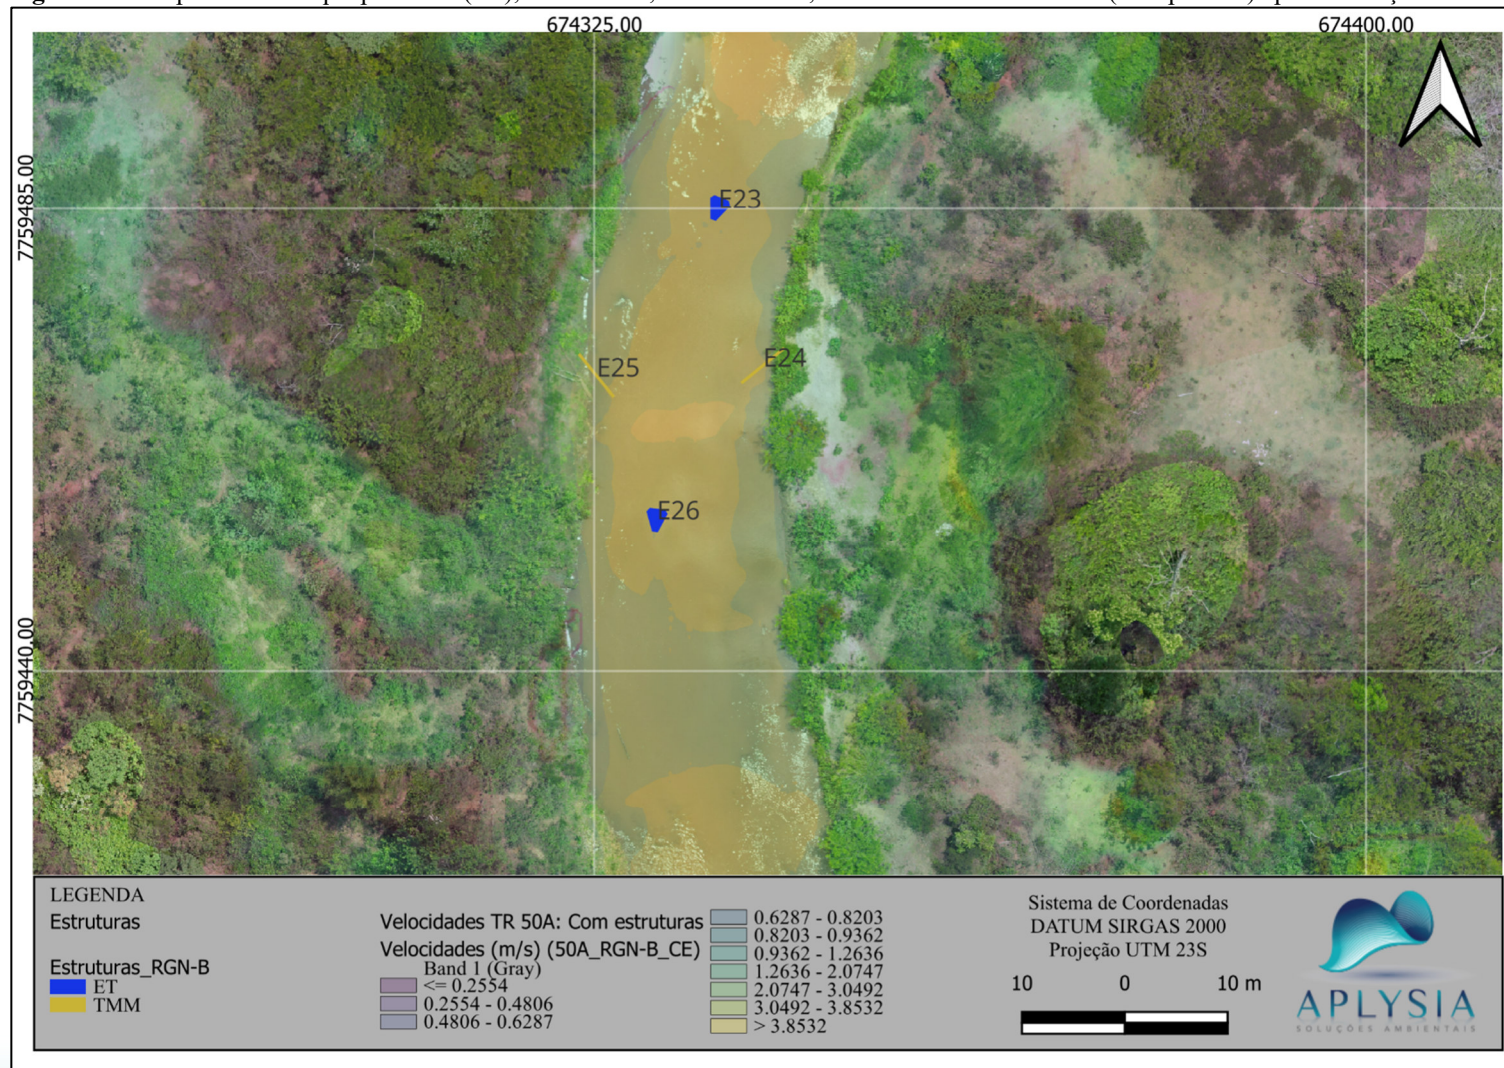 674325.00
674400.00
7759485.00
E23
E25
E24
E26
7759440.00
LEGENDA
Estruturas
Estruturas_RGN-B
ET
TMM
Velocidades TR 50A: Com estruturas
Velocidades (m/s) (50A_RGN-B_CE)
Band 1 (Gray)
<= 0.2554
0.2554 - 0.4806
0.4806 - 0.6287
0.6287 - 0.8203
0.8203 - 0.9362
0.9362 - 1.2636
1.2636 - 2.0747
2.0747 - 3.0492
3.0492 - 3.8532
> 3.8532
Sistema de Coordenadas
DATUM SIRGAS 2000
Projeção UTM 23S
10 0 10 m
APLYSIA
SOLUÇÕES AMBIENTAIS